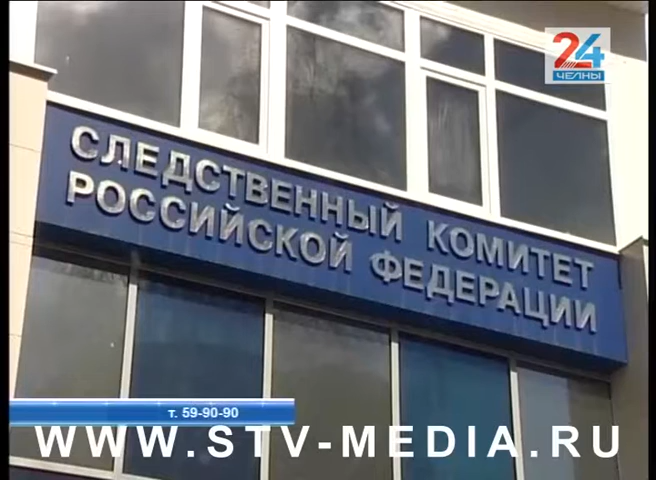 24
ЧЕЛНЫ
СЛЕДСТВЕННЫЙ КОМИТЕТ
РОССИЙСКОЙ ФЕДЕРАЦИИ
т. 59-90-90
WWW.STV-MEDIA.RU